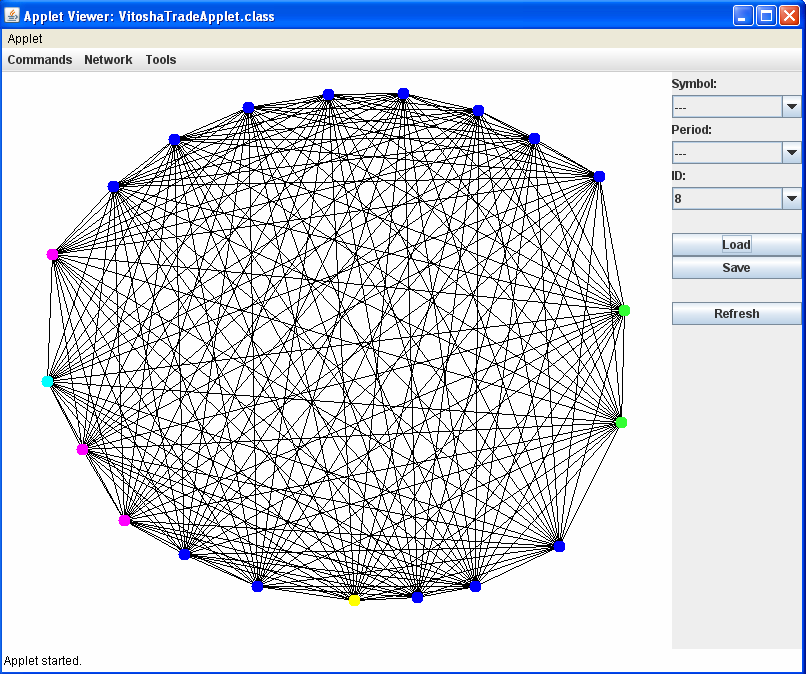 Applet Viewer: VitoshaTradeApplet.class
Applet
Commands Network Tools
Symbol:
---
Period:
---
ID:
8
Load
Save
Refresh
Applet started.